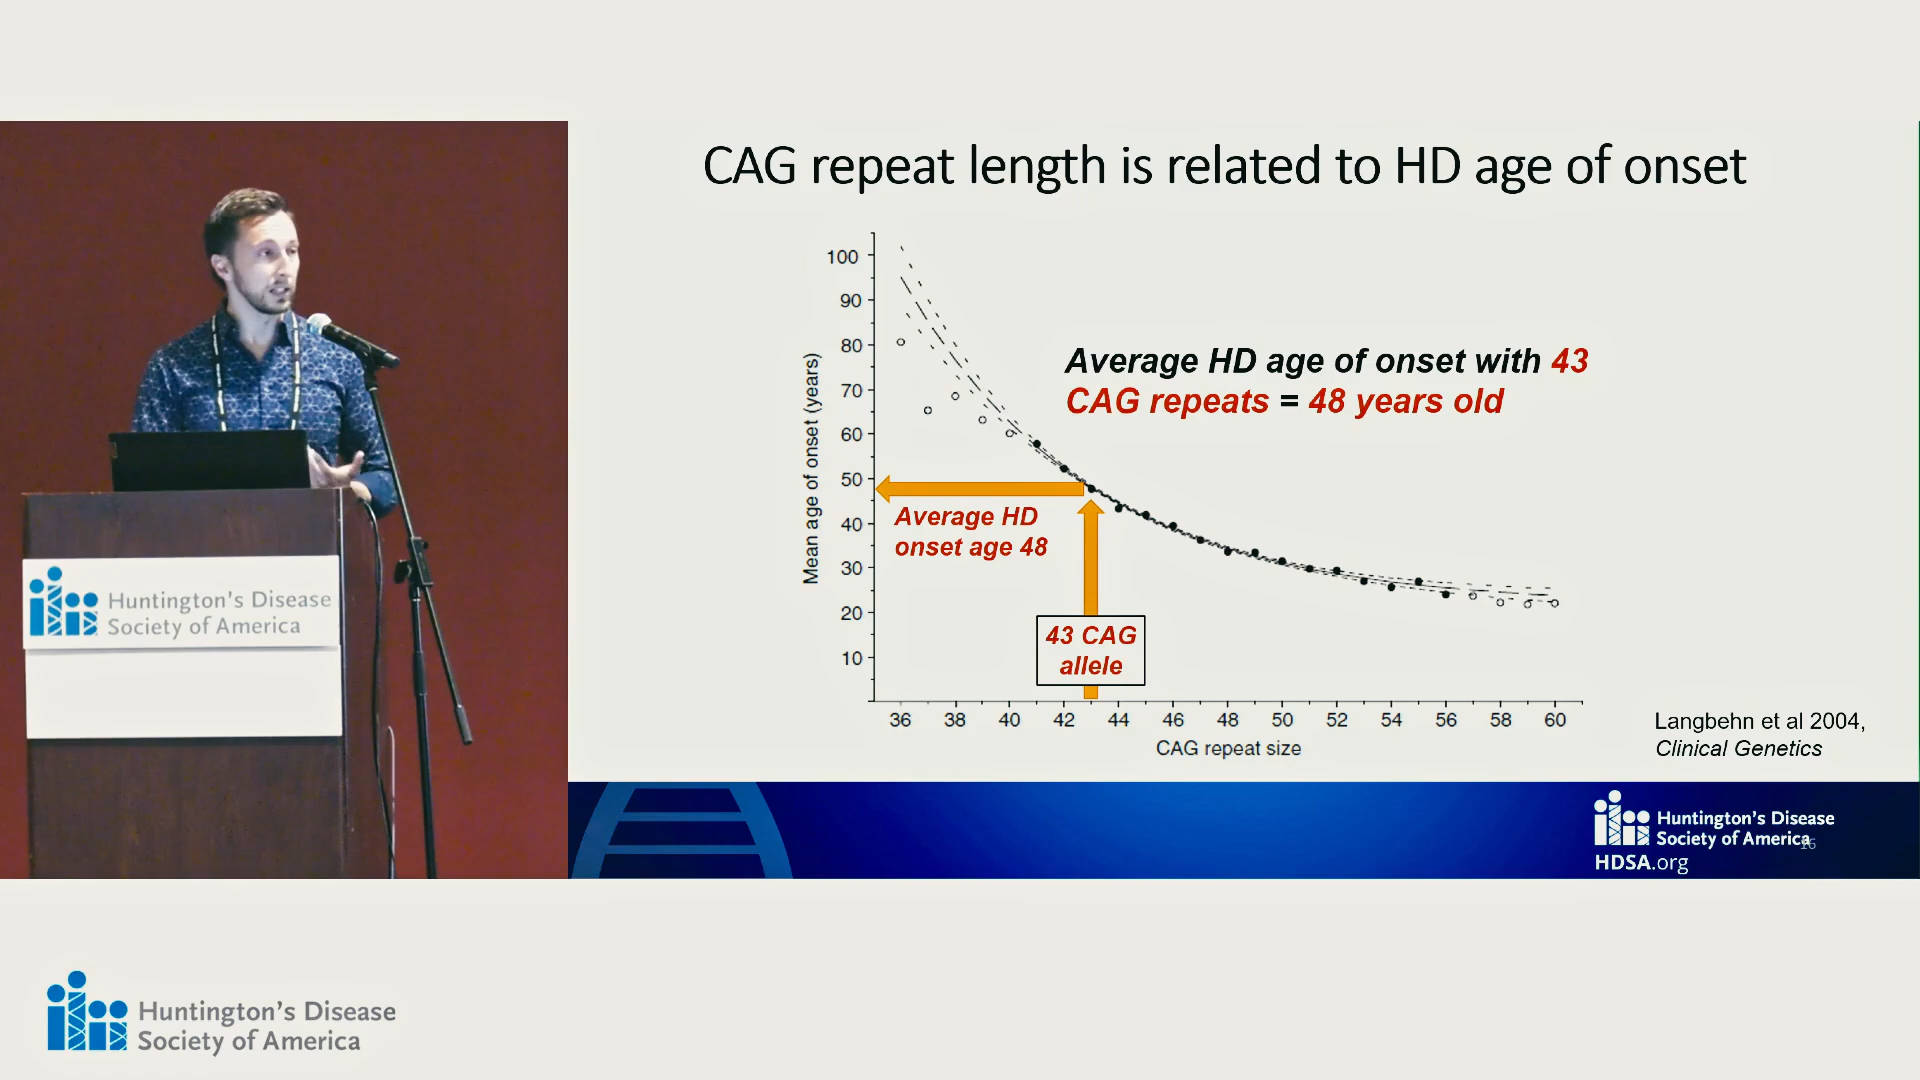 CAG repeat length is related to HD age of onset
100
90
80
70
60
50
40
30
20
10
Mean age of onset (years)
Average HD age of onset with 43
CAG repeats = 48 years old
Average HD
onset age 48
43 CAG
allele
36 38 40 42 44 46 48 50 52 54 56 58 60
CAG repeat size
Langbehn et al 2004,
Clinical Genetics
Huntington's Disease
Society of America
Huntington's Disease
Society of America
16
HDSA.org
Huntington's Disease
Society of America